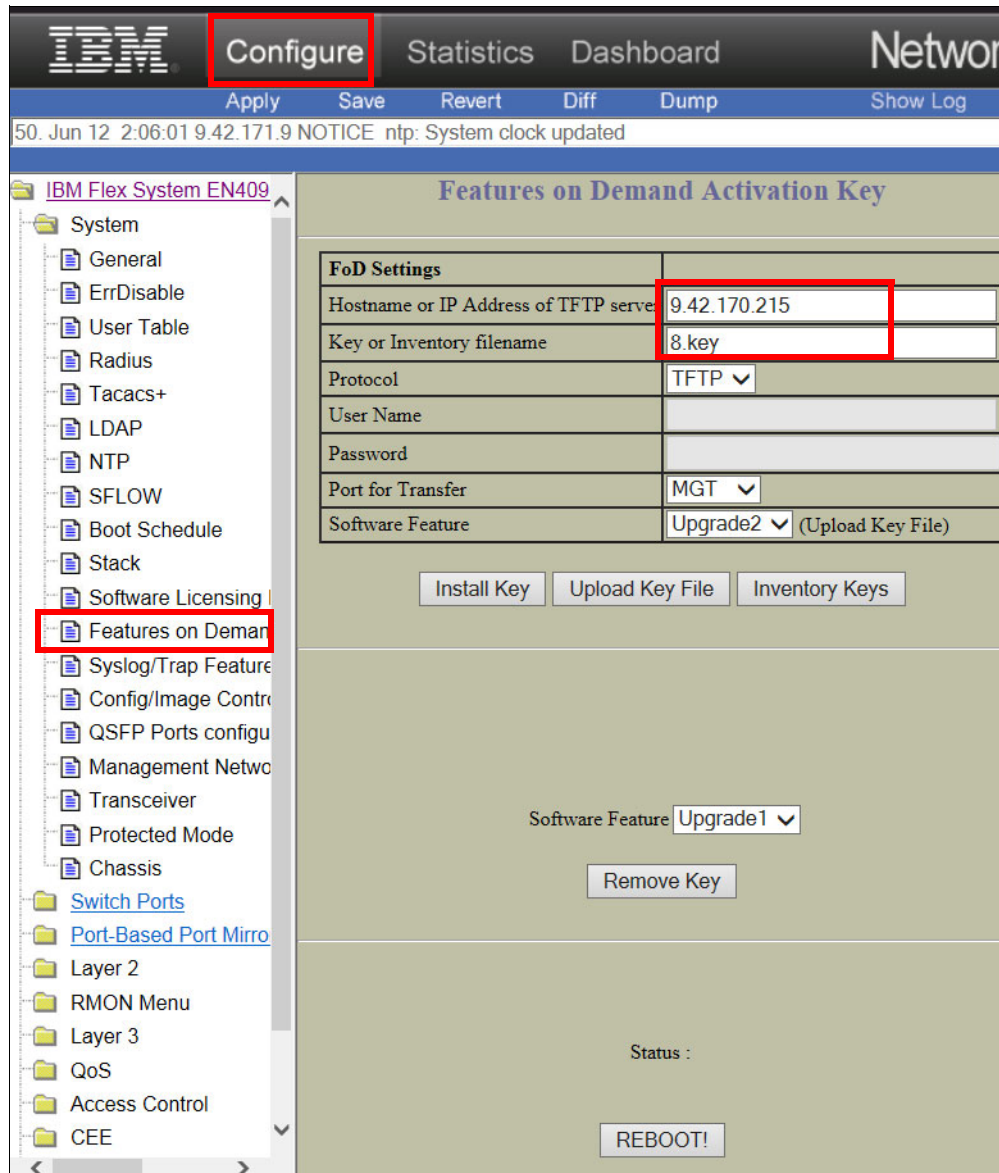 IBM. Configure Statistics Dashboard Networ
Apply Save Revert Diff Dump Show Log
50. Jun 12 2:06:01 9.42.171.9 NOTICE ntp: System clock updated
IBM Flex System EN409
System
General
ErrDisable
User Table
Radius
Tacacs+
LDAP
NTP
SFLOW
Boot Schedule
Stack
Software Licensing
Features on Deman
Syslog/Trap Feature
Config/Image Contro
QSFP Ports configu
Management Netwo
Transceiver
Protected Mode
Chassis
Switch Ports
Port-Based Port Mirro
Layer 2
RMON Menu
Layer 3
QoS
Access Control
CEE
Features on Demand Activation Key
FoD Settings
Hostname or IP Address of TFTP serve 9.42.170.215
Key or Inventory filename 8.key
Protocol TFTP
User Name
Password
Port for Transfer MGT
Software Feature Upgrade2 (Upload Key File)
Install Key Upload Key File Inventory Keys
Software Feature Upgrade1
Remove Key
Status :
REBOOT!